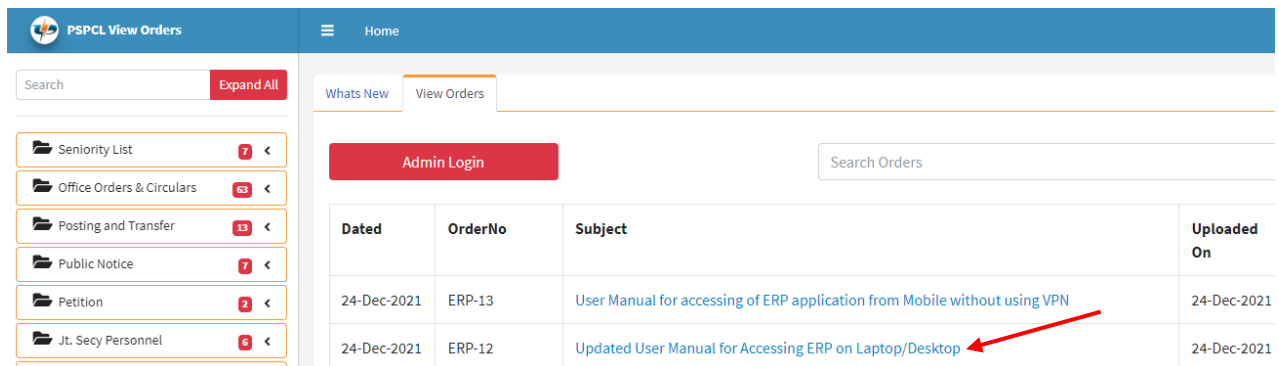 PSPCL View Orders
Home
Search
Expand All
Seniority List 7
Office Orders & Circulars 63
Posting and Transfer 13
Public Notice 7
Petition 2
Jt. Secy Personnel 6
Whats New View Orders
Admin Login
Search Orders
Dated OrderNo Subject Uploaded On
24-Dec-2021 ERP-13 User Manual for accessing of ERP application from Mobile without using VPN 24-Dec-2021
24-Dec-2021 ERP-12 Updated User Manual for Accessing ERP on Laptop/Desktop 24-Dec-2021